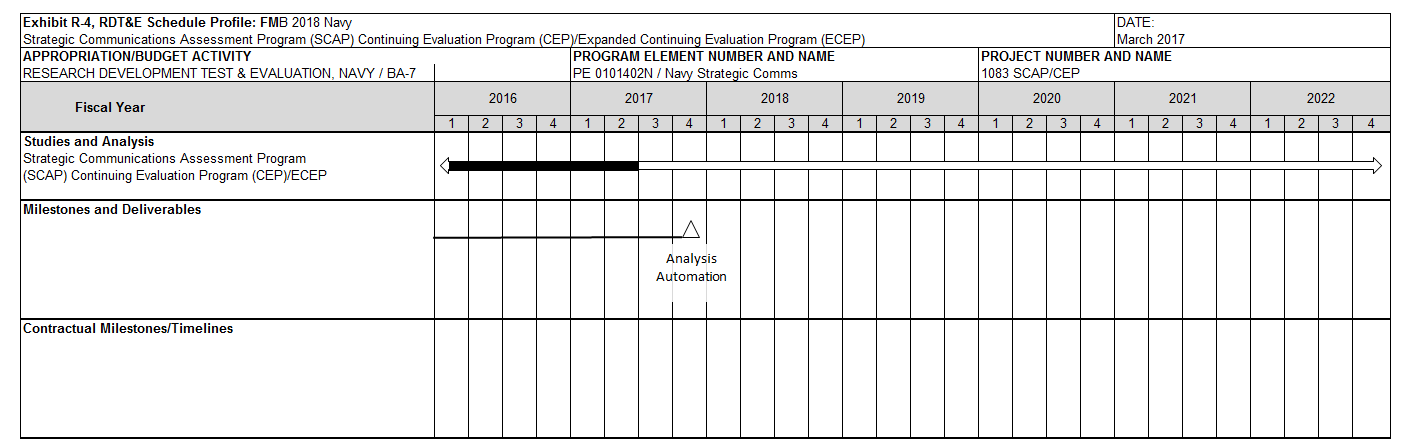 Exhibit R-4, RDT&E Schedule Profile: FMB 2018 Navy
Strategic Communications Assessment Program (SCAP) Continuing Evaluation Program (CEP)/Expanded Continuing Evaluation Program (ECEP)
DATE:
March 2017
APPROPRIATION/BUDGET ACTIVITY
RESEARCH DEVELOPMENT TEST & EVALUATION, NAVY / BA-7
PROGRAM ELEMENT NUMBER AND NAME
PE 0101402N / Navy Strategic Comms
PROJECT NUMBER AND NAME
1083 SCAP/CEP
Fiscal Year
2016 2017 2018 2019 2020 2021 2022
1 2 3 4 1 2 3 4 1 2 3 4 1 2 3 4 1 2 3 4 1 2 3 4 1 2 3 4
Studies and Analysis
Strategic Communications Assessment Program
(SCAP) Continuing Evaluation Program (CEP)/ECEP
Milestones and Deliverables
Analysis
Automation
Contractual Milestones/Timelines